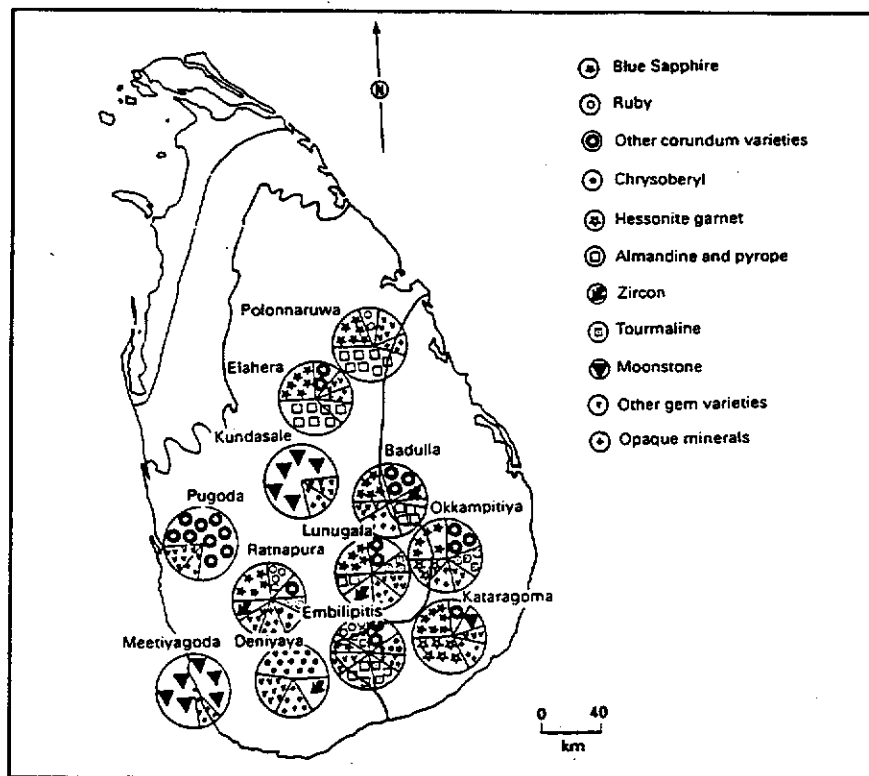 N
Blue Sapphire
Ruby
Other corundum varieties
Chrysoberyl
Hessonite garnet
Almandine and pyrope
Zircon
Tourmaline
Moonstone
Other gem varieties
Opaque minerals
Polonnaruwa
Elahera
Kundasale
Badulla
Pugoda
Okkampitiya
Lunugala
Ratnapura
Kataragoma
Embilipitis
Meetiyagoda
Deniyaya
0 40
km